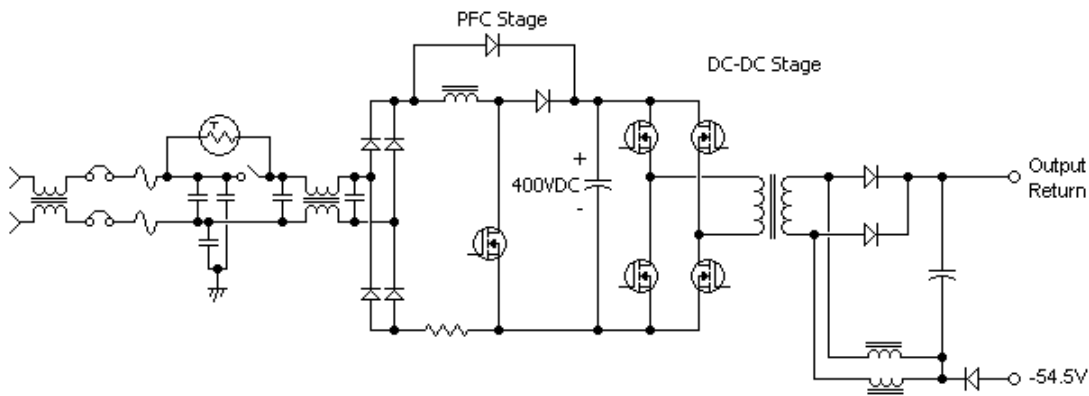 PFC Stage
DC-DC Stage
T
+
400VDC
-
Output
Return
-54.5V